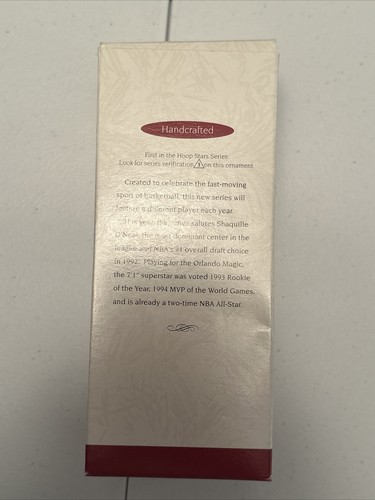 Handcrafted
First in the Hoop Stars Series
Look for series verification 1 on this ornament.
Created to celebrate the fast-moving
sport of basketball, this new series will
feature a different player each year.
first year the series salutes Shaquille
O'Neal, the most dominant center in the
league and NBA's #1 overall draft choice
in 1992. Playing for the Orlando Magic,
the 7'1" superstar was voted 1993 Rookie
of the Year, 1994 MVP of the World Games,
and is already a two-time NBA All-Star.